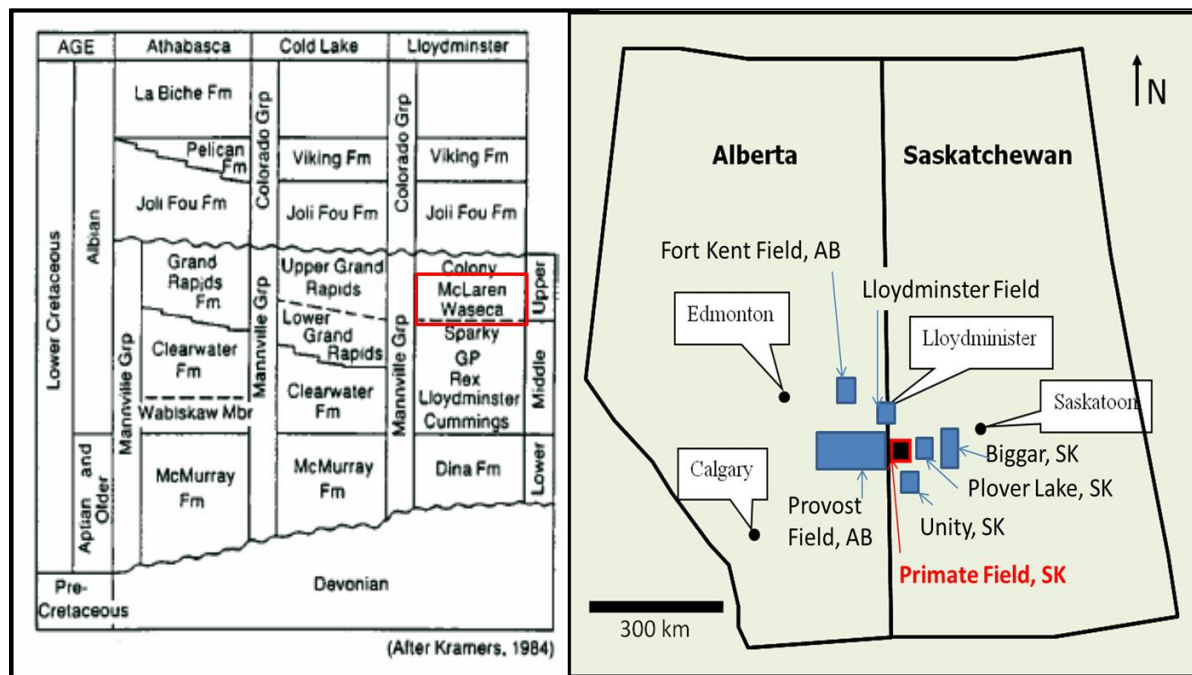 AGE
Athabasca
Cold Lake
Lloydminster
Lower Cretaceous
Albian
Aptian and
Older
Pre-
Cretaceous
La Biche Fm
Pelican
Fm
Joli Fou Fm
Grand
Rapids
Fm
Clearwater
Fm
Wabiskaw Mbr
McMurray
Fm
Mannville Grp
Colorado Grp
Mannville Grp
Viking Fm
Joli Fou Fm
Upper Grand
Rapids
Lower
Grand
Rapids
Clearwater
Fm
McMurray
Fm
Colorado Grp
Mannville Grp
Viking Fm
Joli Fou Fm
Colony
McLaren
Waseca
Sparky
GP
Rex
Lloydminster
Cummings
Dina Fm
Upper
Middle
Lower
Devonian
(After Kramers, 1984)
N
Alberta
Saskatchewan
Fort Kent Field, AB
Lloydminster Field
Edmonton
Lloydminister
Saskatoon
Calgary
Biggar, SK
Plover Lake, SK
Provost
Field, AB
Unity, SK
Primate Field, SK
300 km